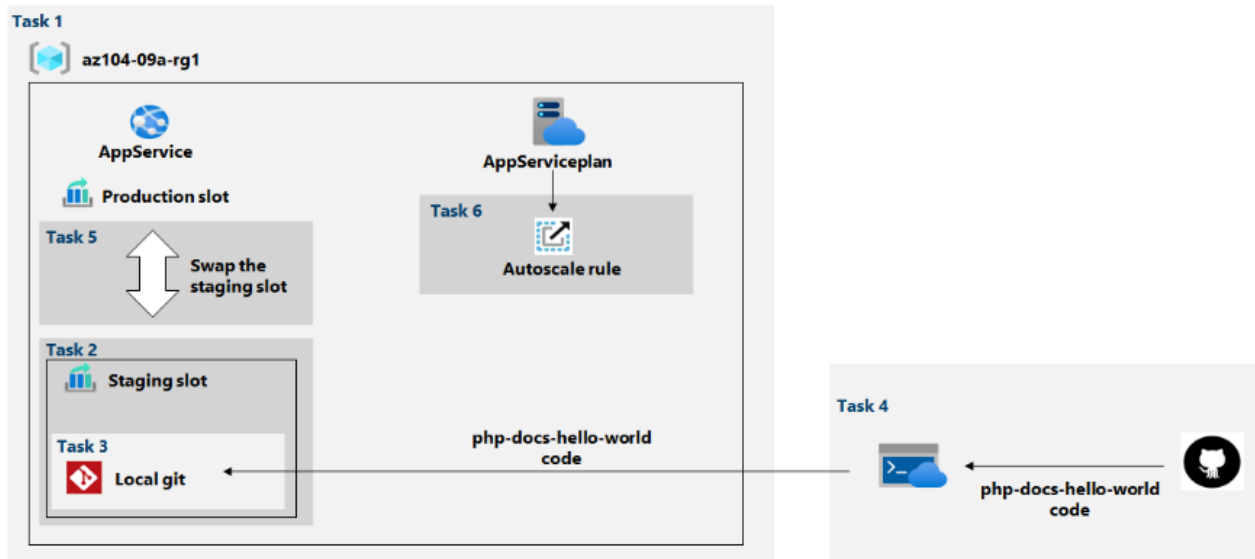 Task 1
az104-09a-rg1
AppService
AppServiceplan
Production slot
Task 6
Task 5
Swap the
staging slot
Autoscale rule
Task 2
Staging slot
Task 4
Task 3
Local git
php-docs-hello-world
code
>_
php-docs-hello-world
code